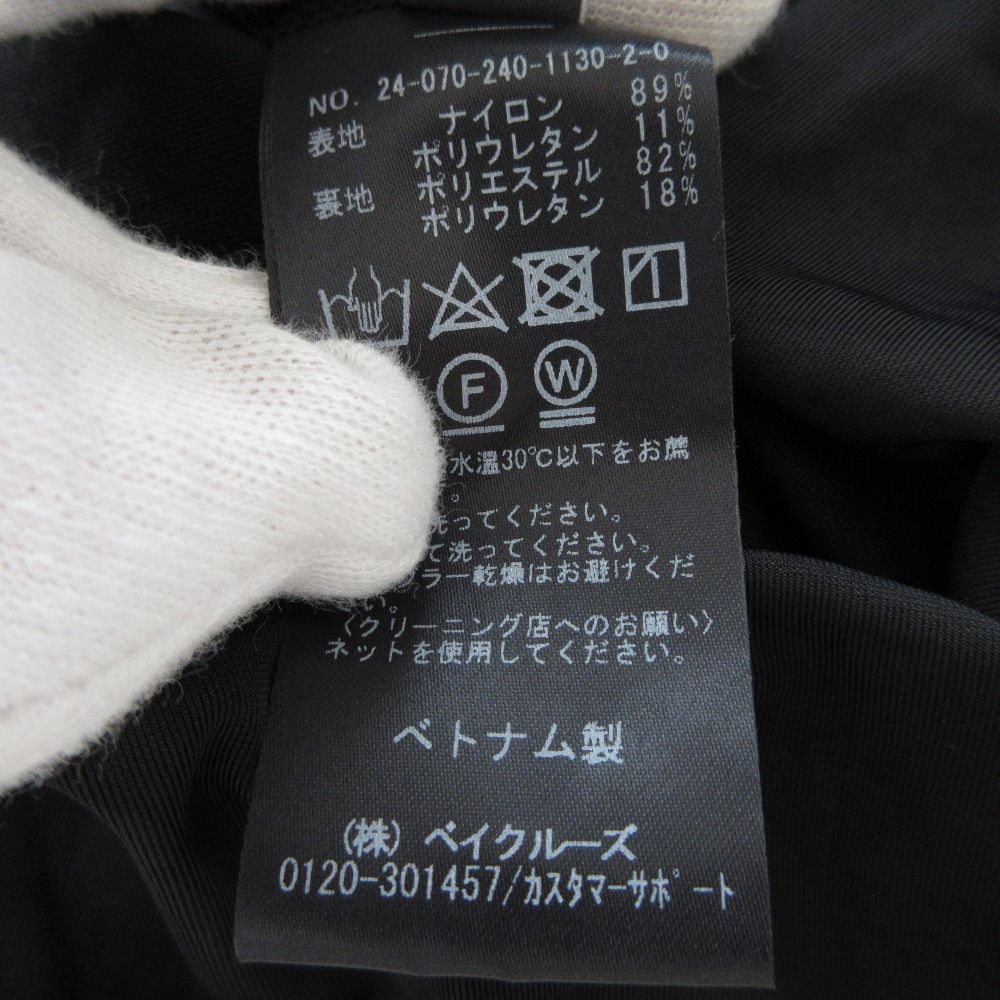 NO. 24-070-240-1130-2-0
表地 ナイロン 89%
ポリウレタン 11%
裏地 ポリエステル 82%
ポリウレタン 18%
F W
水温30℃以下をお薦
。
洗ってください。
て洗ってください。
ラー乾燥はお避けくだ
い。
〈クリーニング店へのお願い〉
ネットを使用してください。
ベトナム製
(株) ベイクルーズ
0120-301457/カスタマーサポート